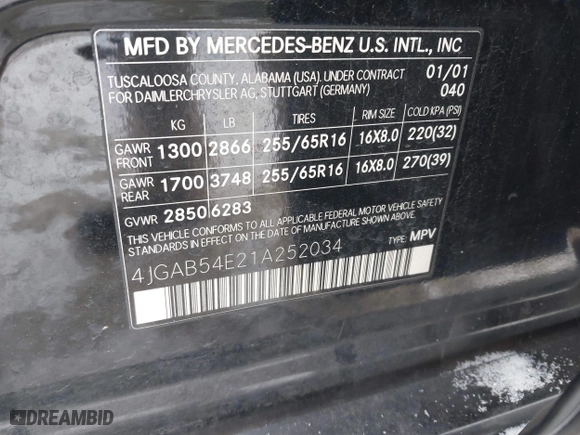 MFD BY MERCEDES-BENZ U.S. INTL., INC
TUSCALOOSA COUNTY, ALABAMA (USA). UNDER CONTRACT 01/01
FOR DAIMLERCHRYSLER AG, STUTTGART (GERMANY) 040
KG LB TIRES RIM SIZE COLD KPA (PSI)
GAWR FRONT 1300 2866 255/65R16 16X8.0 220(32)
GAWR REAR 1700 3748 255/65R16 16X8.0 270(39)
GVWR 2850 6283
THIS VEHICLE CONFORMS TO ALL APPLICABLE FEDERAL MOTOR VEHICLE SAFETY
STANDARDS IN EFFECT ON THE DATE OF MANUFACTURE SHOWN ABOVE.
4JGAB54E21A252034 TYPE: MPV
DREAMBID